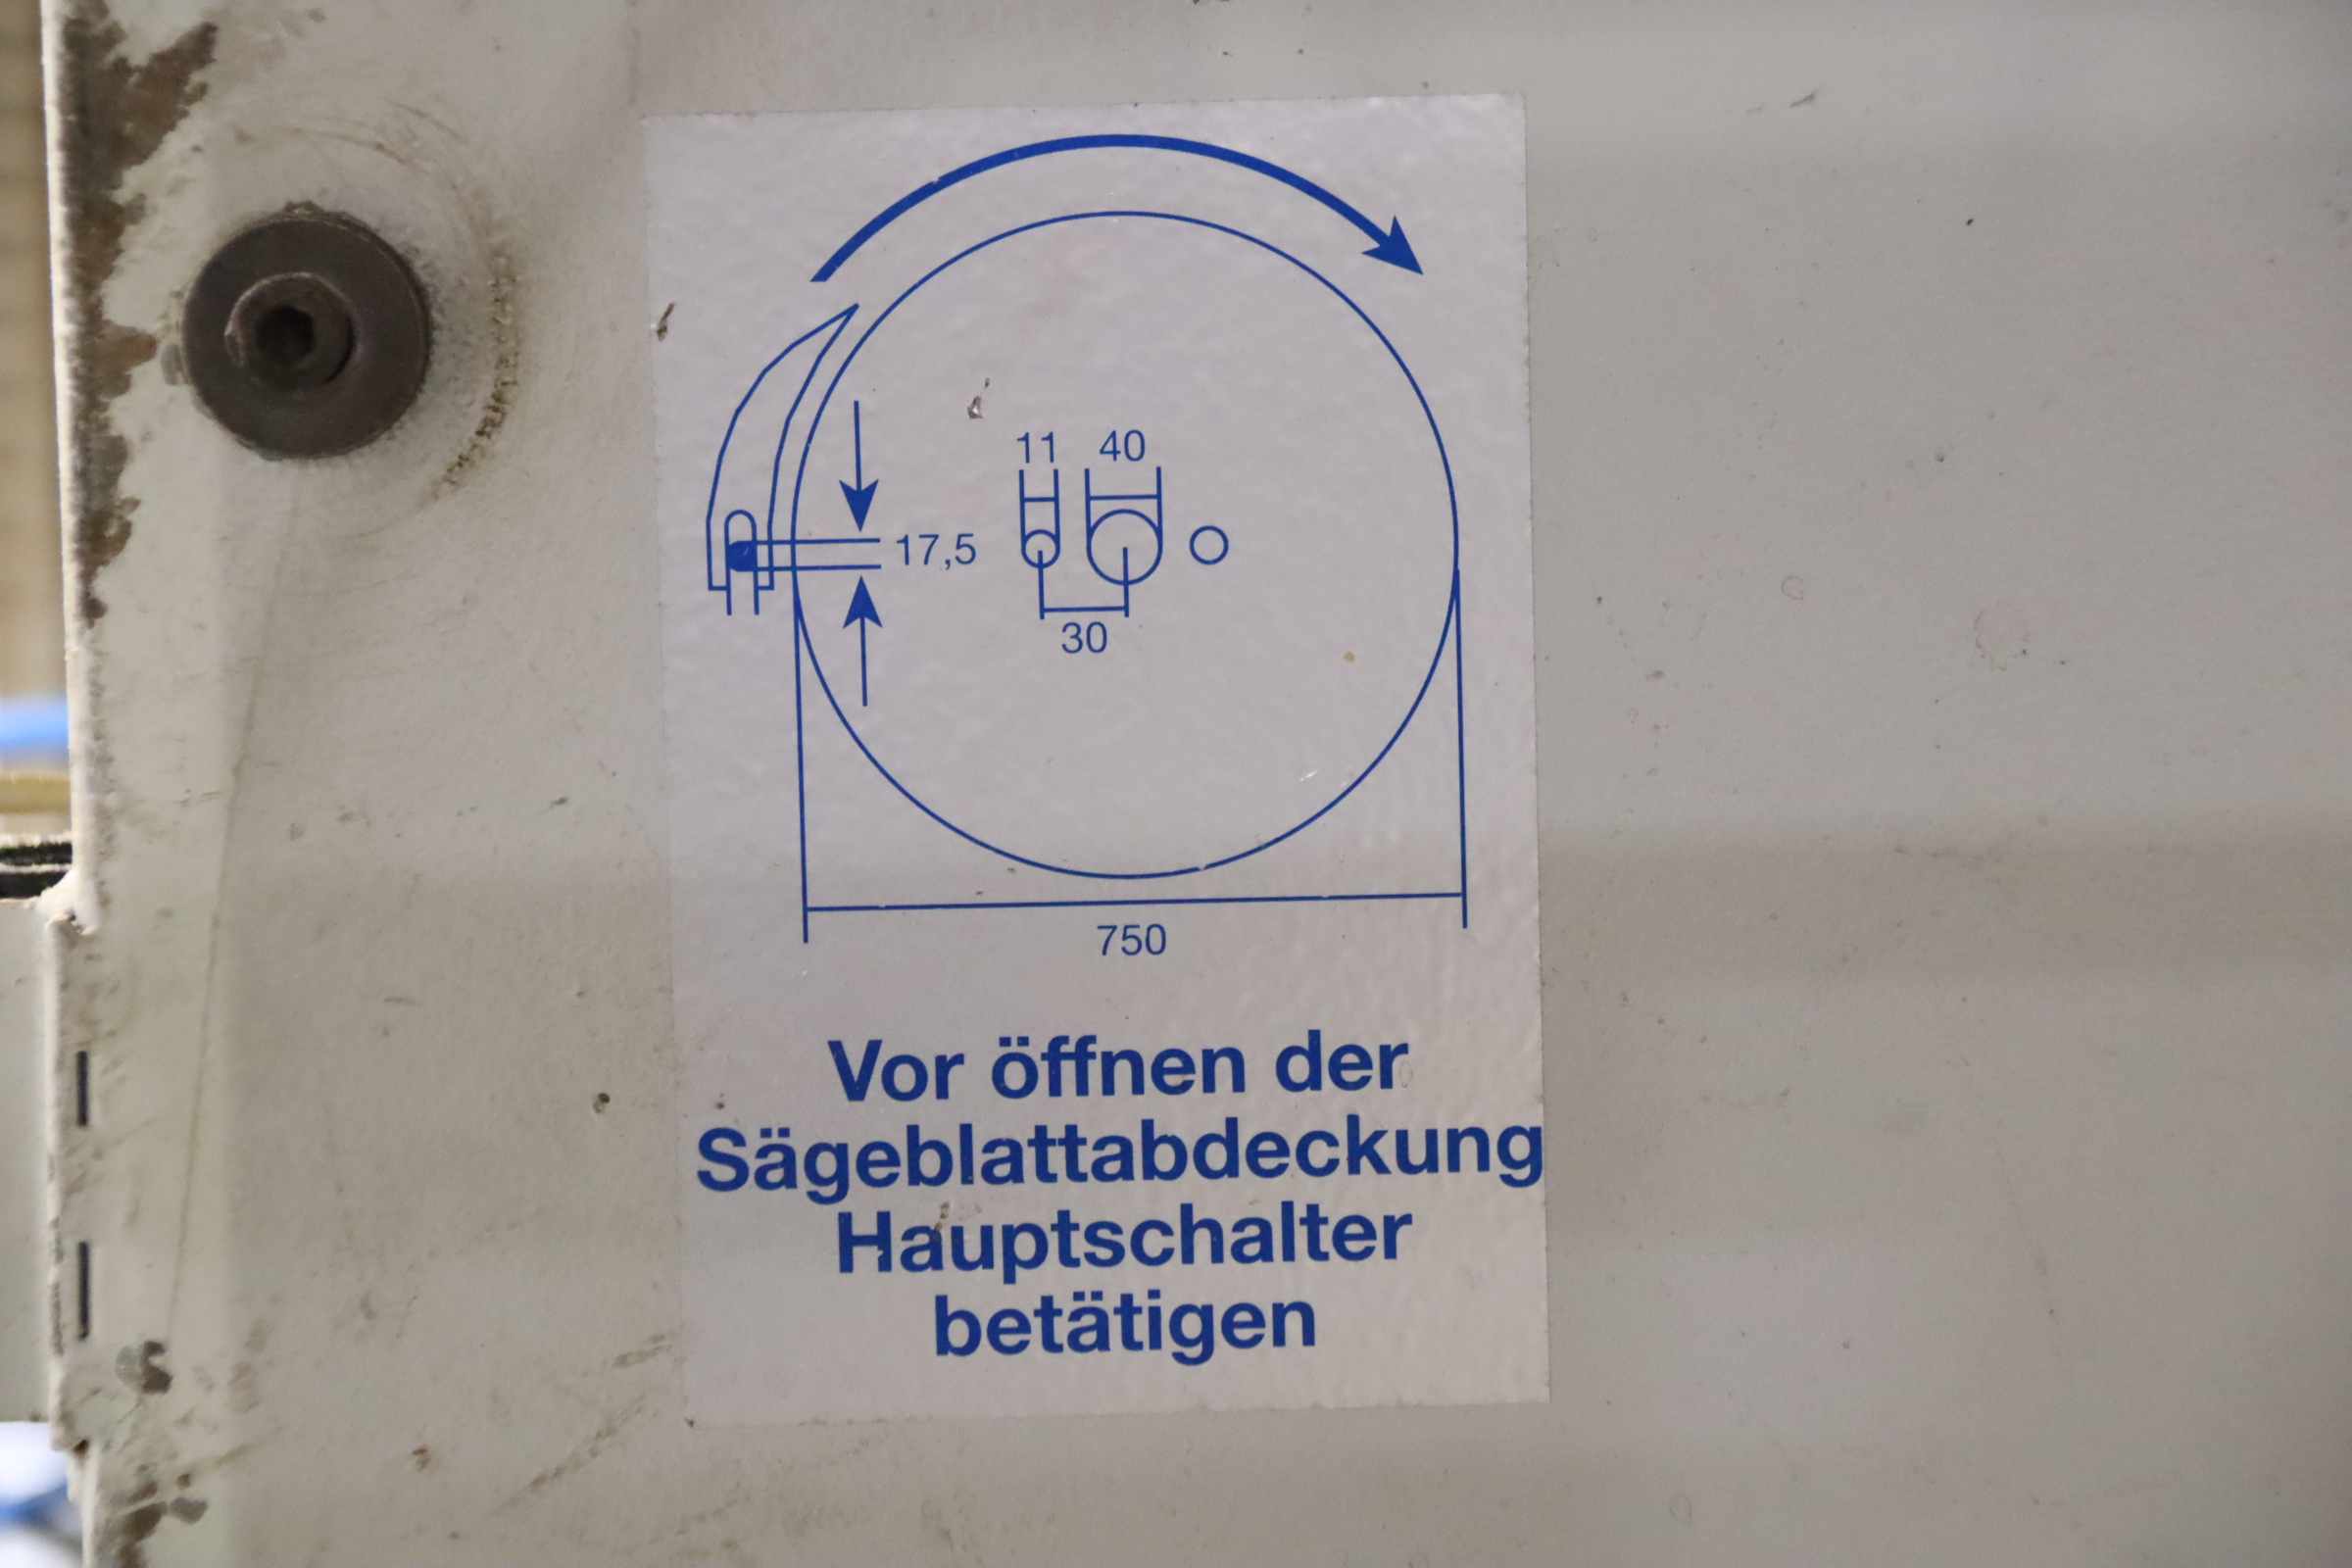 11 40
17,5
30
750
Vor öffnen der
Sägeblattabdeckung
Hauptschalter
betätigen